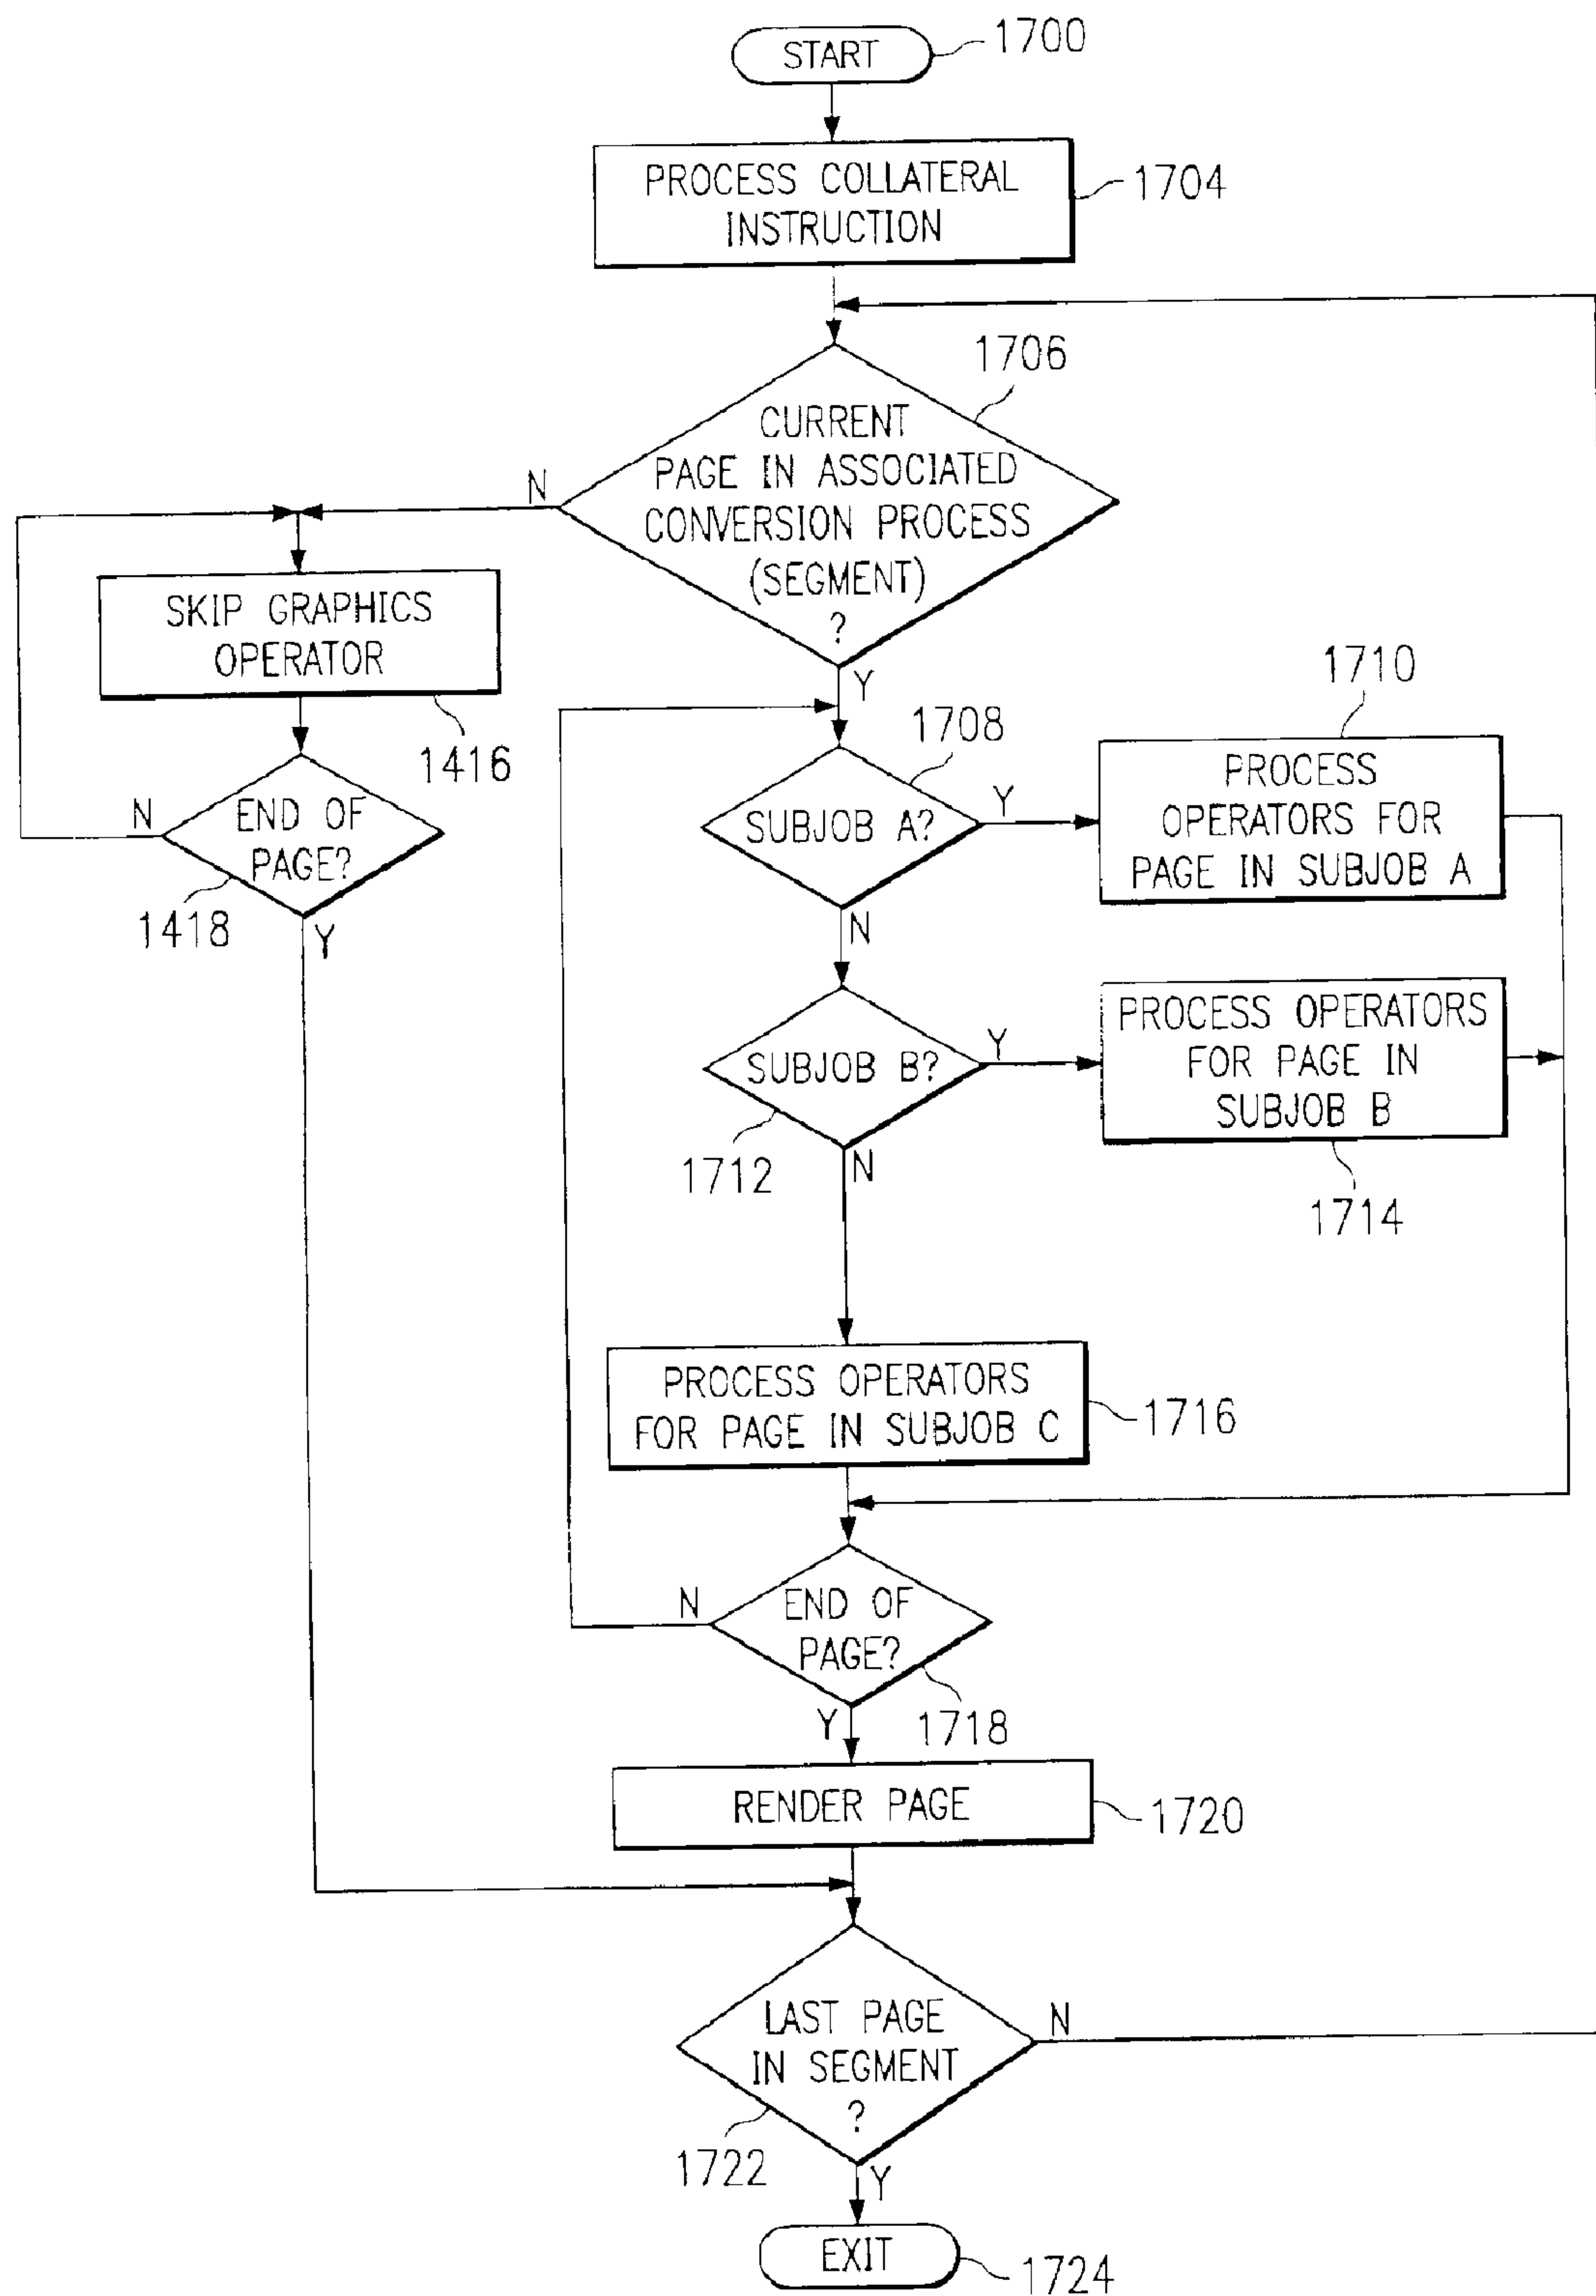 START
1700
PROCESS COLLATERAL
INSTRUCTION
1704
1706
CURRENT
PAGE IN ASSOCIATED
CONVERSION PROCESS
(SEGMENT)
?
N
Y
SKIP GRAPHICS
OPERATOR
1416
END OF
PAGE?
N
1418
Y
1708
SUBJOB A?
Y
N
1710
PROCESS
OPERATORS FOR
PAGE IN SUBJOB A
SUBJOB B?
Y
1712
N
PROCESS OPERATORS
FOR PAGE IN
SUBJOB B
1714
PROCESS OPERATORS
FOR PAGE IN SUBJOB C
1716
N
END OF
PAGE?
Y
1718
RENDER PAGE
1720
LAST PAGE
IN SEGMENT
?
N
1722
Y
EXIT
1724